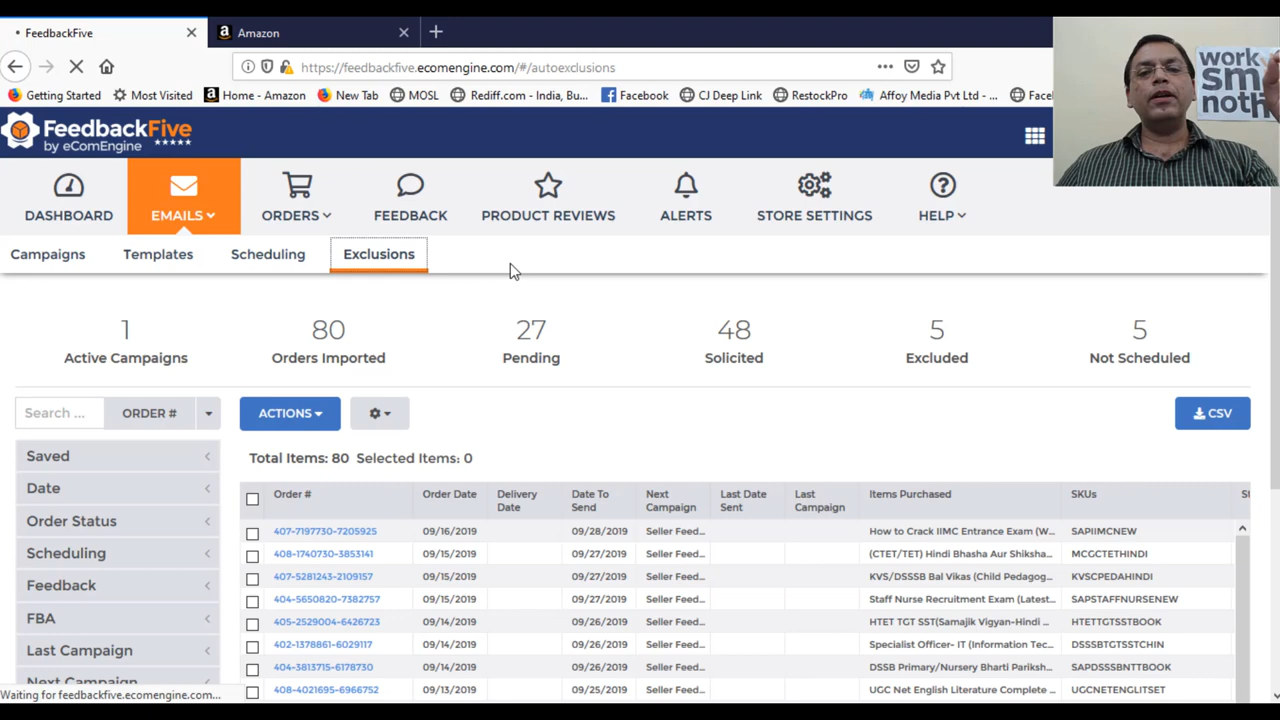 FeedbackFive
Amazon
https://feedbackfive.ecomengine.com/#/autoexclusions
Getting Started Most Visited Home - Amazon New Tab MOSL Rediff.com - India, Bu... Facebook CJ Deep Link RestockPro Affoy Media Pvt Ltd - ... Face
work
sm
noth
FeedbackFive
by eComEngine
DASHBOARD EMAILS ORDERS FEEDBACK PRODUCT REVIEWS ALERTS STORE SETTINGS HELP
Campaigns Templates Scheduling Exclusions
1 80 27 48 5 5
Active Campaigns Orders Imported Pending Solicited Excluded Not Scheduled
Search ... ORDER # ACTIONS CSV
Total Items: 80 Selected Items: 0
Saved
Date
Order Status
Scheduling
Feedback
FBA
Last Campaign
Next Campaign
Order # Order Date Delivery Date Date To Send Next Campaign Last Date Sent Last Campaign Items Purchased SKUs St
407-7197730-7205925 09/16/2019 09/28/2019 Seller Feed... How to Crack IIMC Entrance Exam (W... SAPIIMCNEW
408-1740730-3853141 09/15/2019 09/27/2019 Seller Feed... (CTET/TET) Hindi Bhasha Aur Shiksha... MCGCTETHINDI
407-5281243-2109157 09/15/2019 09/27/2019 Seller Feed... KVS/DSSSB Bal Vikas (Child Pedagog... KVSCPEDAHINDI
404-5650820-7382757 09/15/2019 09/27/2019 Seller Feed... Staff Nurse Recruitment Exam (Latest... SAPSTAFFNURSENEW
405-2529004-6426723 09/14/2019 09/26/2019 Seller Feed... HTET TGT SST(Samajik Vigyan-Hindi ... HTETTGTSSTBOOK
402-1378861-6029117 09/14/2019 09/26/2019 Seller Feed... Specialist Officer- IT (Information Tec... DSSSBTGTSSTCHIN
404-3813715-6178730 09/14/2019 09/26/2019 Seller Feed... DSSB Primary/Nursery Bharti Pariksh... SAPDSSSBNTTBOOK
408-4021695-6966752 09/13/2019 09/25/2019 Seller Feed... UGC Net English Literature Complete ... UGCNETENGLITSET
Waiting for feedbackfive.ecomengine.com...